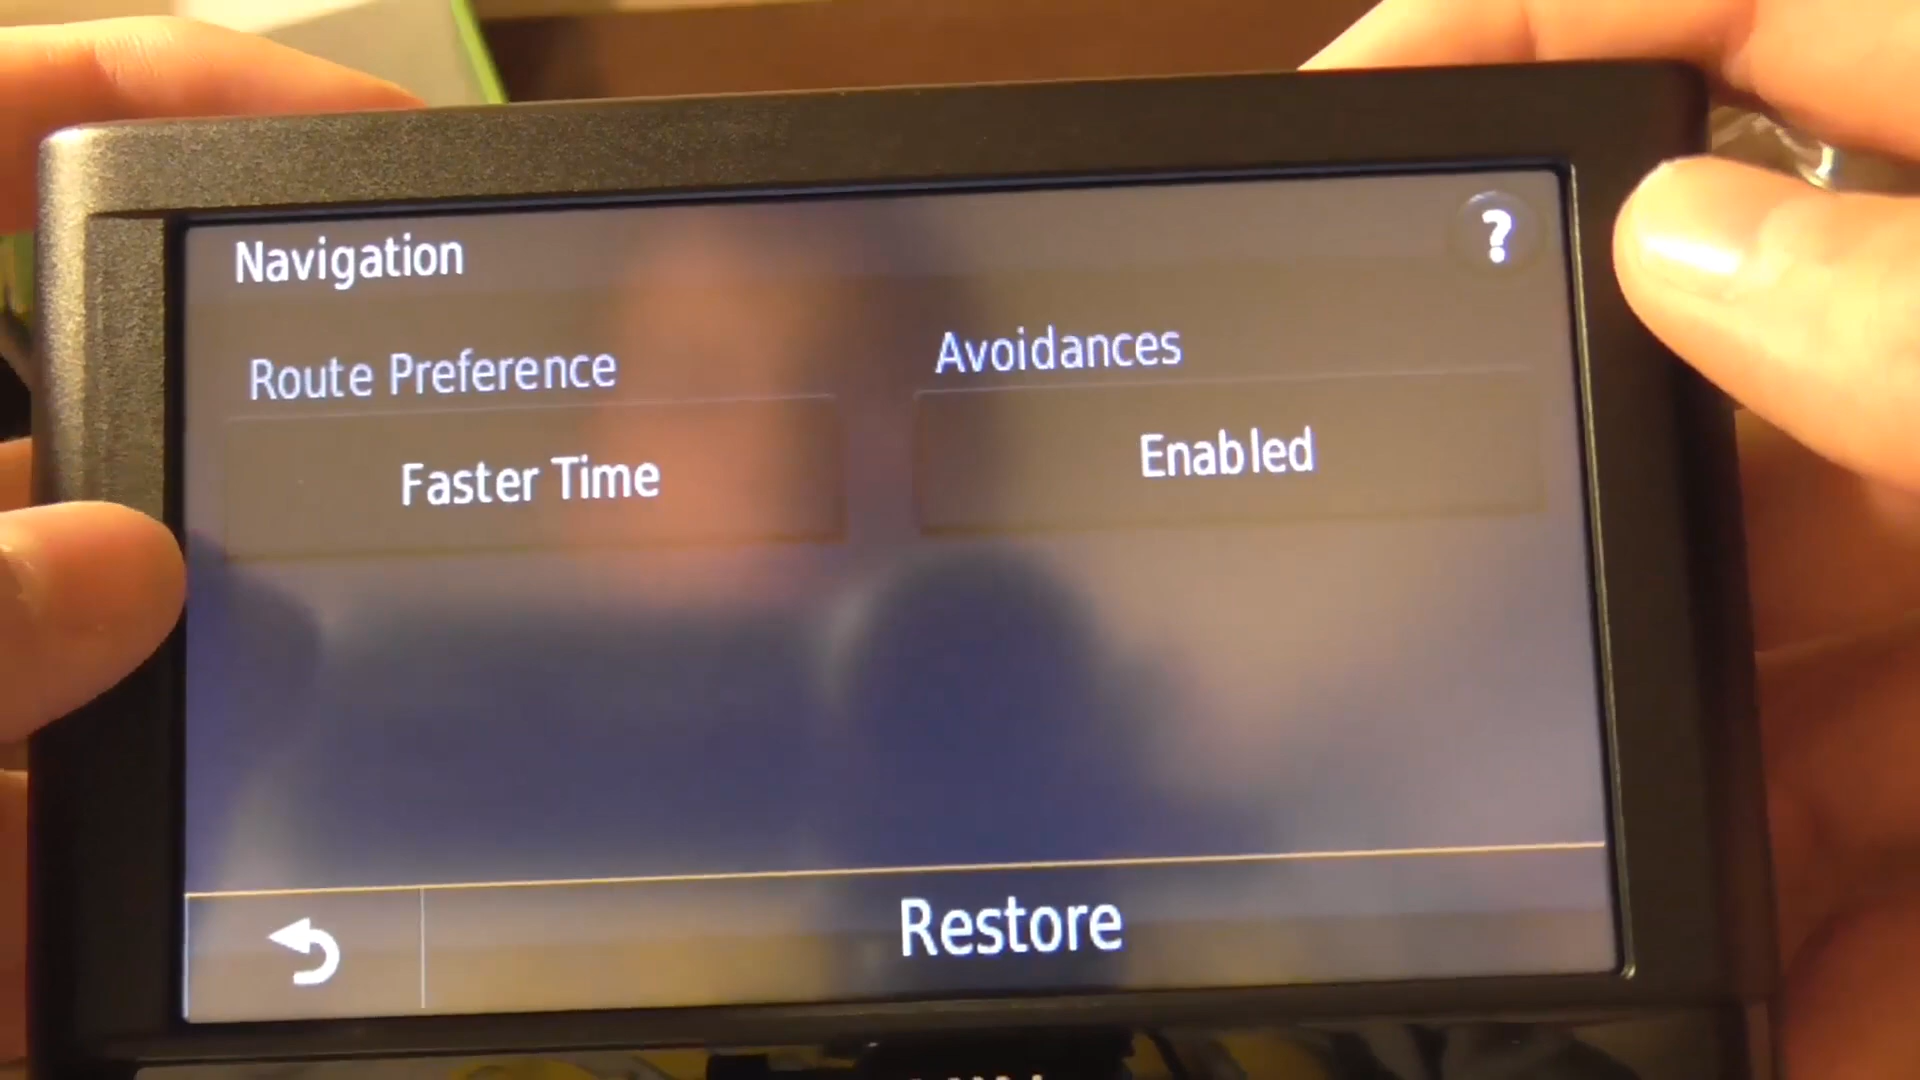 Navigation
?
Route Preference
Avoidances
Faster Time
Enabled
Restore